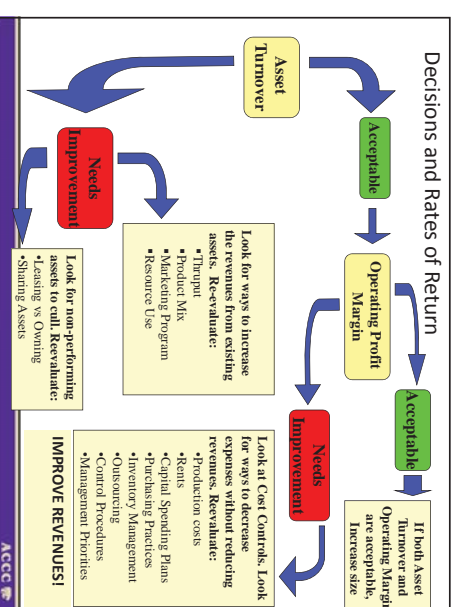 Decisions and Rates of Return
Asset
Turnover
Acceptable
Operating Profit
Margin
Acceptable
If both Asset
Turnover and
Operating Margin
are acceptable,
Increase size
Needs
Improvement
Look for ways to increase
the revenues from existing
assets. Re-evaluate:
▪Thruput
▪Product Mix
▪Marketing Program
▪Resource Use
Look for non-performing
assets to cull. Reevaluate:
•Leasing vs Owning
•Sharing Assets
Needs
Improvement
Look at Cost Controls. Look
for ways to decrease
expenses without reducing
revenues. Reevaluate:
•Production costs
•Rents
•Capital Spending Plans
•Purchasing Practices
•Inventory Management
•Outsourcing
•Control Procedures
•Management Priorities
IMPROVE REVENUES!
ACCC